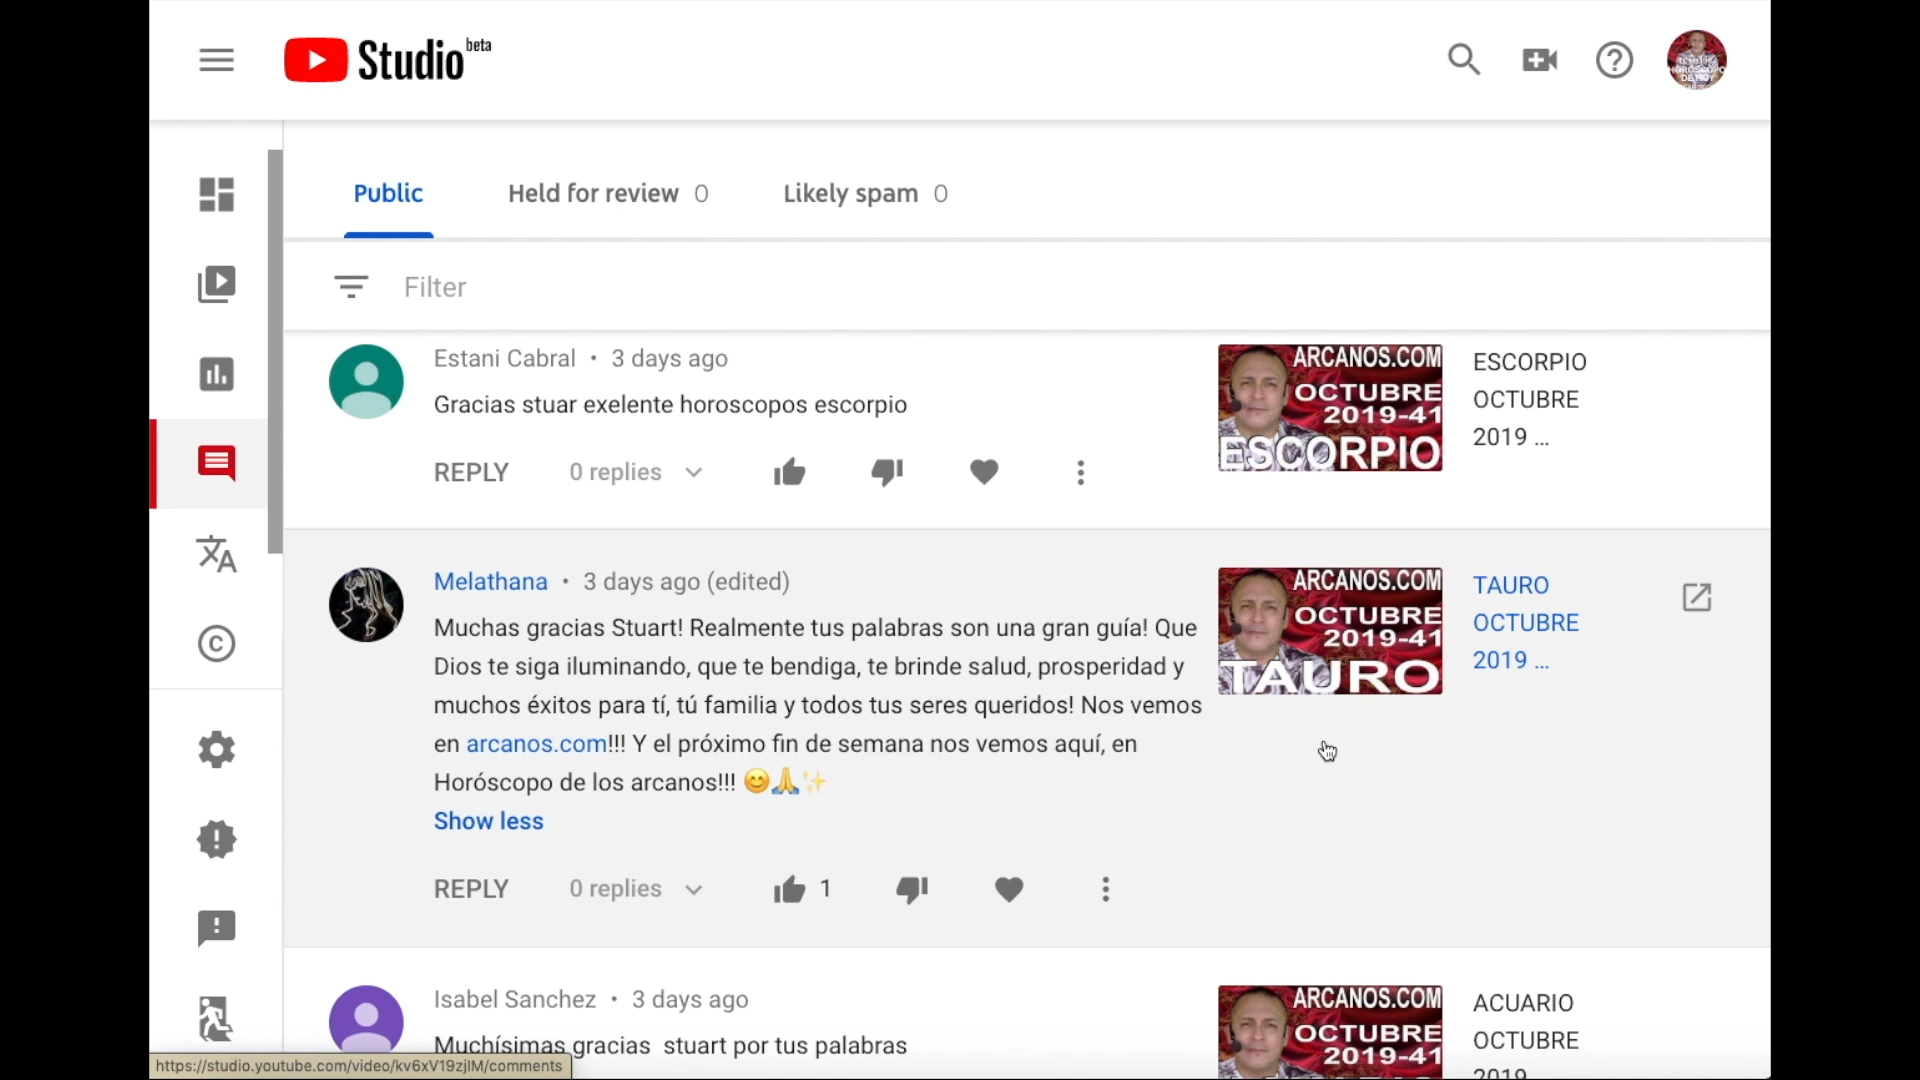 Studio beta
Public
Held for review 0
Likely spam 0
Filter
Estani Cabral • 3 days ago
Gracias stuar exelente horoscopos escorpio
REPLY
0 replies
ARCANOS.COM
OCTUBRE
2019-41
ESCORPIO
ESCORPIO
OCTUBRE
2019 ...
Melathana • 3 days ago (edited)
Muchas gracias Stuart! Realmente tus palabras son una gran guía! Que
Dios te siga iluminando, que te bendiga, te brinde salud, prosperidad y
muchos éxitos para tí, tú familia y todos tus seres queridos! Nos vemos
en arcanos.com!!! Y el próximo fin de semana nos vemos aquí, en
Horóscopo de los arcanos!!! 😊🙏✨
Show less
REPLY
0 replies
1
ARCANOS.COM
OCTUBRE
2019-41
TAURO
TAURO
OCTUBRE
2019 ...
Isabel Sanchez • 3 days ago
Muchísimas gracias stuart por tus palabras
ARCANOS.COM
OCTUBRE
2019-41
ACUARIO
OCTUBRE
2019
https://studio.youtube.com/video/kv6xV19zjlM/comments